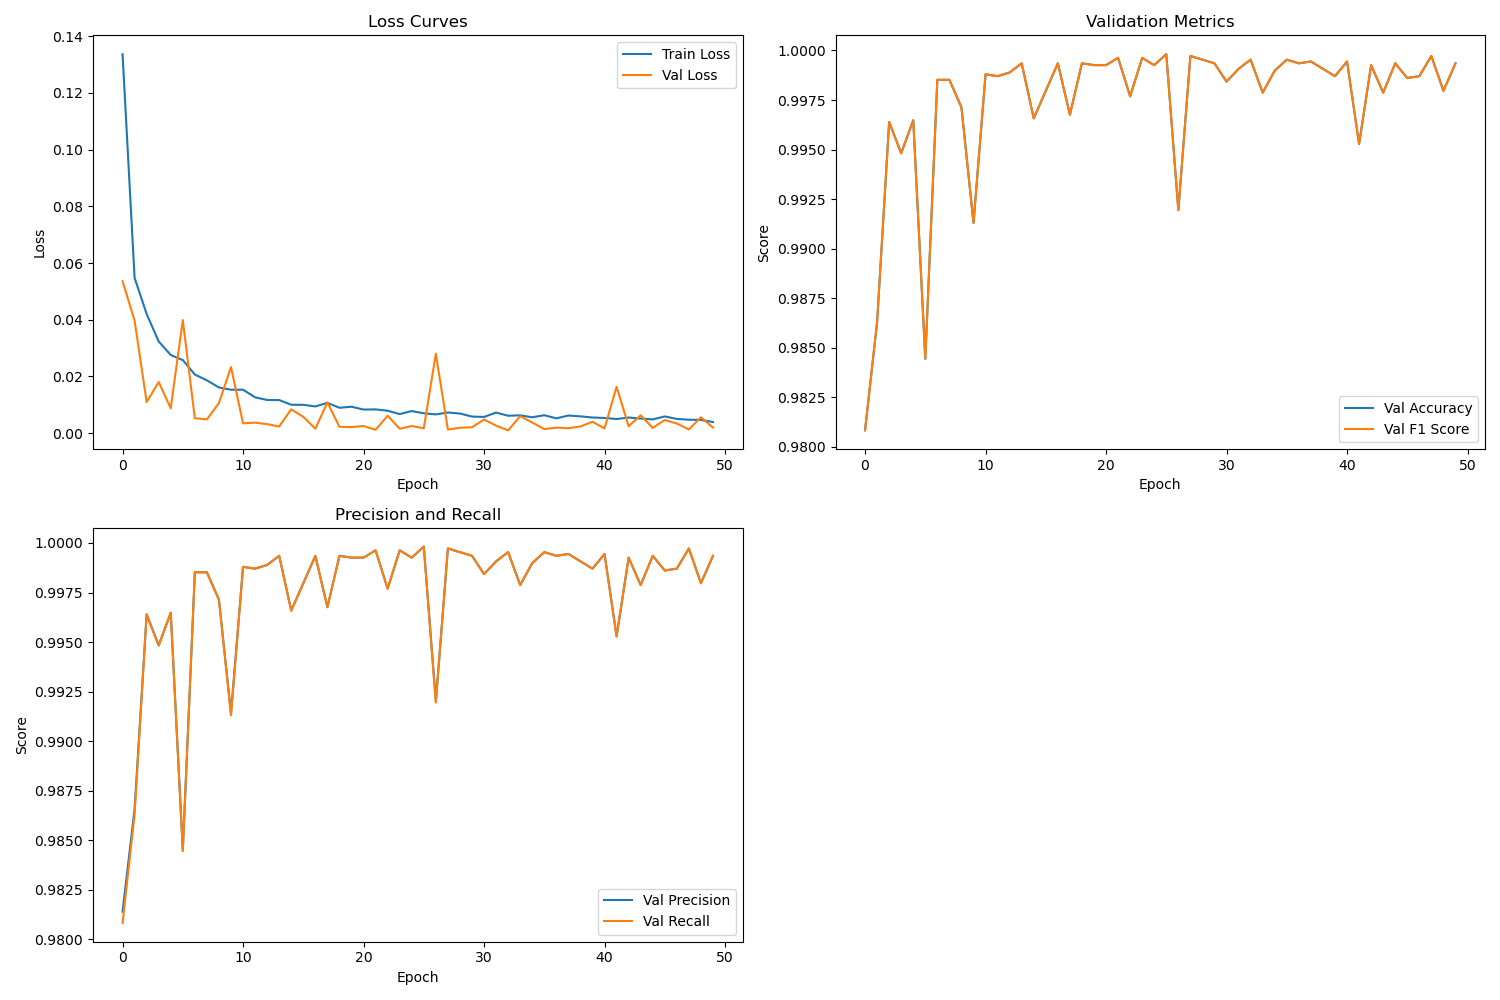 Loss Curves
0.14
0.12
0.10
0.08
0.06
0.04
0.02
0.00
Loss
0 10 20 30 40 50
Epoch
Train Loss
Val Loss
Validation Metrics
1.0000
0.9975
0.9950
0.9925
0.9900
0.9875
0.9850
0.9825
0.9800
Score
0 10 20 30 40 50
Epoch
Val Accuracy
Val F1 Score
Precision and Recall
1.0000
0.9975
0.9950
0.9925
0.9900
0.9875
0.9850
0.9825
0.9800
Score
0 10 20 30 40 50
Epoch
Val Precision
Val Recall